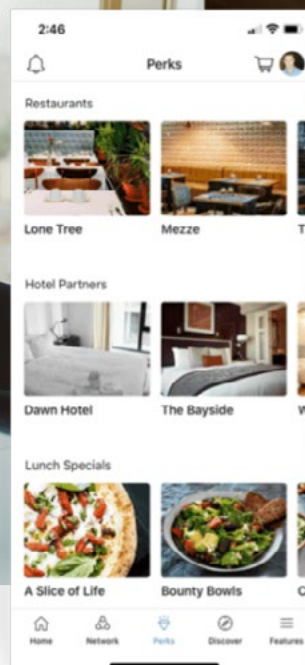 2:46
Perks
Restaurants
Lone Tree Mezze T
Hotel Partners
Dawn Hotel The Bayside W
Lunch Specials
A Slice of Life Bounty Bowls
Home Network Perks Discover Features